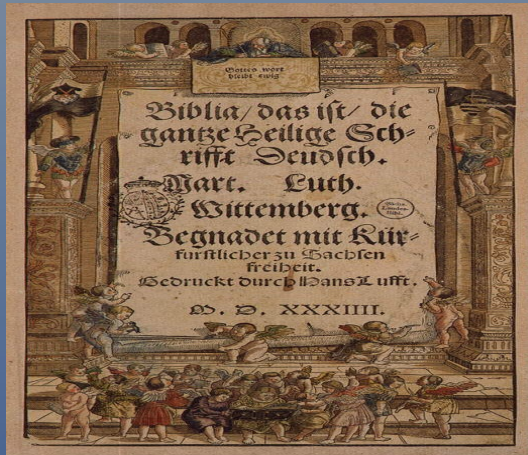 Gottes wort
bleibt ewig
Biblia/das ist/ die
gantze Heilige Sch-
rifft Deudsch.
Mart. Luth.
Wittemberg.
Begnadet mit Kür-
furstlicher zu Sachsen
freiheit.
Gedruckt durch Hans Lufft.
M. D. XXXIIII.